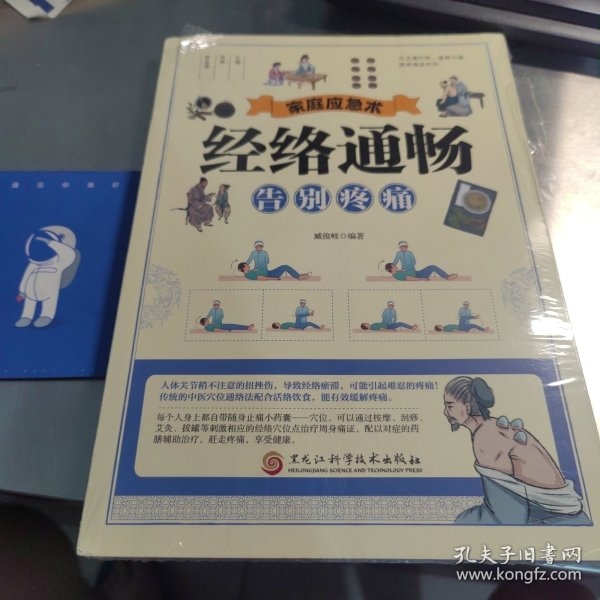 家庭应急术
经络通畅
告别疼痛
臧俊岐◎编著
人体关节稍不注意的扭挫伤，导致经络瘀滞，可能引起难忍的疼痛！
传统的中医穴位通络法配合活络饮食，能有效缓解疼痛。
每个人身上都自带随身止痛小药囊——穴位。可以通过按摩、刮痧、
艾灸、拔罐等刺激相应的经络穴位点治疗周身痛证，配以对症的药
膳辅助治疗，赶走疼痛，享受健康。
黑龙江科学技术出版社
HEILONGJIANG SCIENCE AND TECHNOLOGY PRESS
孔夫子旧书网
www.kongfz.com